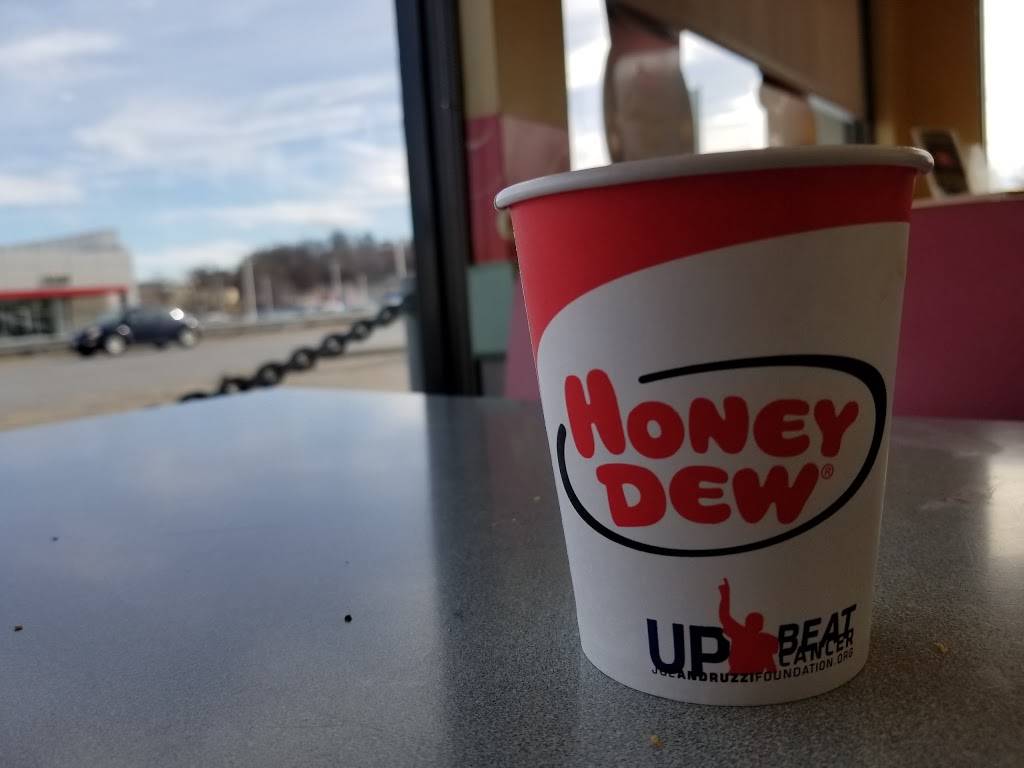 HONEY
DEW®
UP BEAT
CANCER
JOEANDRUZZIFOUNDATION.ORG